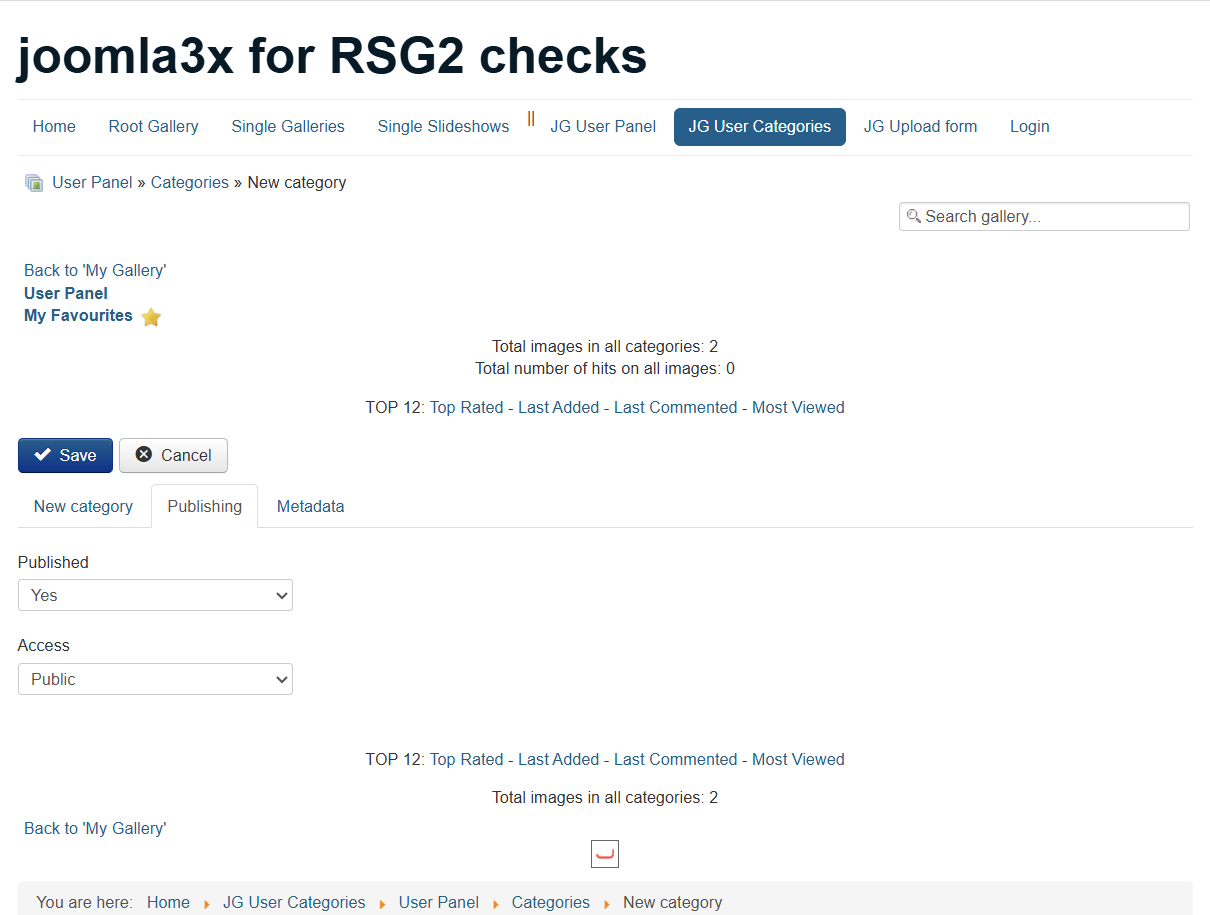 joomla3x for RSG2 checks
Home Root Gallery Single Galleries Single Slideshows || JG User Panel JG User Categories JG Upload form Login
User Panel » Categories » New category
Search gallery...
Back to 'My Gallery'
User Panel
My Favourites
Total images in all categories: 2
Total number of hits on all images: 0
TOP 12: Top Rated - Last Added - Last Commented - Most Viewed
Save Cancel
New category Publishing Metadata
Published
Yes
Access
Public
TOP 12: Top Rated - Last Added - Last Commented - Most Viewed
Total images in all categories: 2
Back to 'My Gallery'
You are here: Home JG User Categories User Panel Categories New category